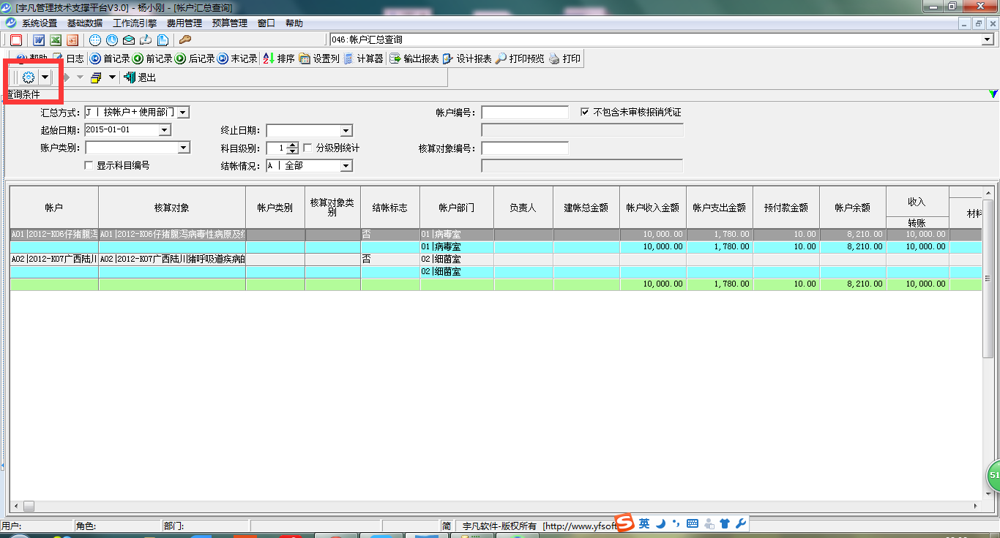 [宇凡管理技术支撑平台V3.0] - 杨小刚 - [帐户汇总查询]
系统设置 基础数据 工作流引擎 费用管理 预算管理 窗口 帮助
046:帐户汇总查询
帮助 日志 首记录 前记录 后记录 末记录 排序 设置列 计算器 输出报表 设计报表 打印预览 打印
退出
查询条件
汇总方式: J | 按帐户+使用部门 帐户编号: 不包含未审核报销凭证
起始日期: 2015-01-01 终止日期:
账户类别: 科目级别: 1 分级别统计 核算对象编号:
显示科目编号 结帐情况: A | 全部
帐户 核算对象 帐户类别 核算对象类别 结帐标志 帐户部门 负责人 建帐总金额 帐户收入金额 帐户支出金额 预付款金额 帐户余额 收入
转账 材料
A01|2012-K06仔猪腹泻 A01|2012-K06仔猪腹泻病毒性病原及 否 01|病毒室 10,000.00 1,780.00 10.00 8,210.00 10,000.00
01|病毒室 10,000.00 1,780.00 10.00 8,210.00 10,000.00
A02|2012-K07广西陆川 A02|2012-K07广西陆川猪呼吸道疾病的 否 02|细菌室
02|细菌室
10,000.00 1,780.00 10.00 8,210.00 10,000.00
51
用户: 角色: 部门: 简 宇凡软件-版权所有 [http://www.yfsoft 英